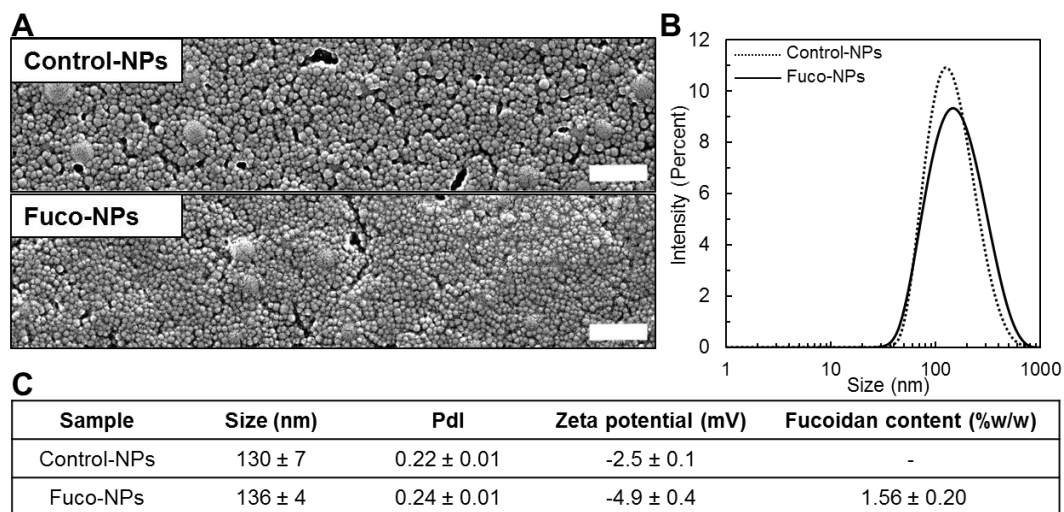 A
Control-NPs
Fuco-NPs
B
Intensity (Percent)
12
10
8
6
4
2
0
Control-NPs
Fuco-NPs
1 10 100 1000
Size (nm)
C
Sample Size (nm) PdI Zeta potential (mV) Fucoidan content (%w/w)
Control-NPs 130 ± 7 0.22 ± 0.01 -2.5 ± 0.1 -
Fuco-NPs 136 ± 4 0.24 ± 0.01 -4.9 ± 0.4 1.56 ± 0.20